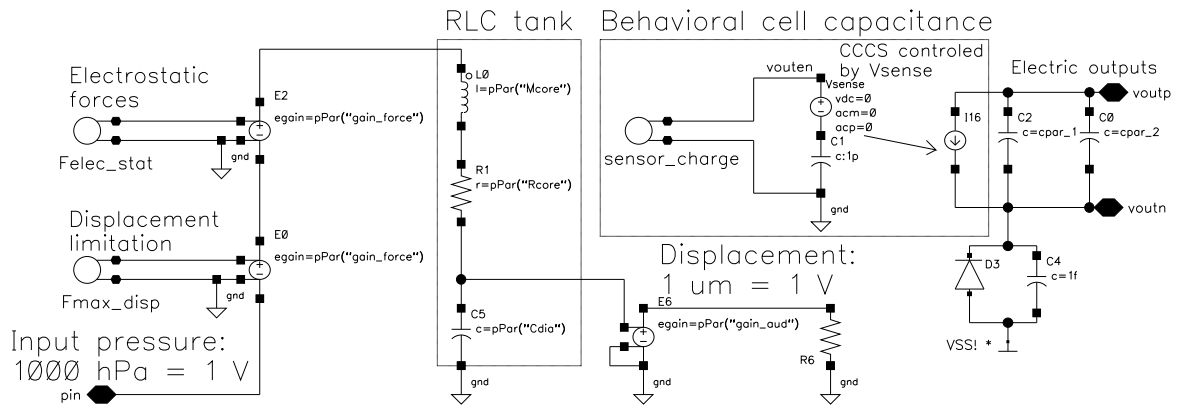 RLC tank
Behavioral cell capacitance
Electrostatic
forces
E2
egain=pPar("gain_force")
gnd
Felec_stat
Displacement
limitation
E0
egain=pPar("gain_force")
gnd
Fmax_disp
Input pressure:
1000 hPa = 1 V
pin
L0
l=pPar("Mcore")
R1
r=pPar("Rcore")
C5
c=pPar("Cdia")
gnd
vouten
sensor_charge
Vsense
vdc=0
acm=0
acp=0
C1
c:1p
gnd
CCCS controled
by Vsense
I16
Electric outputs
voutp
C2
c=cpar_1
C0
c=cpar_2
voutn
D3
C4
c=1f
VSS! *
Displacement:
1 um = 1 V
E6
egain=pPar("gain_aud")
gnd
R6
gnd